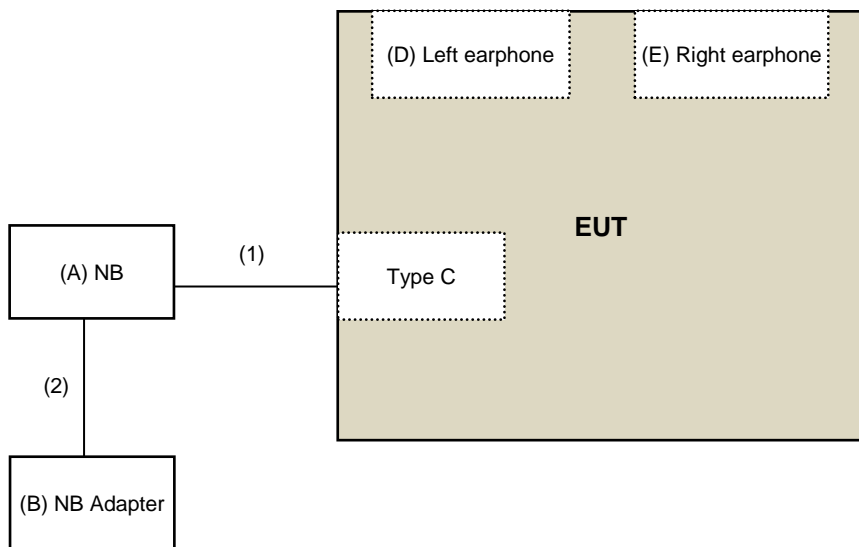 (D) Left earphone
(E) Right earphone
EUT
(1)
(A) NB
Type C
(2)
(B) NB Adapter